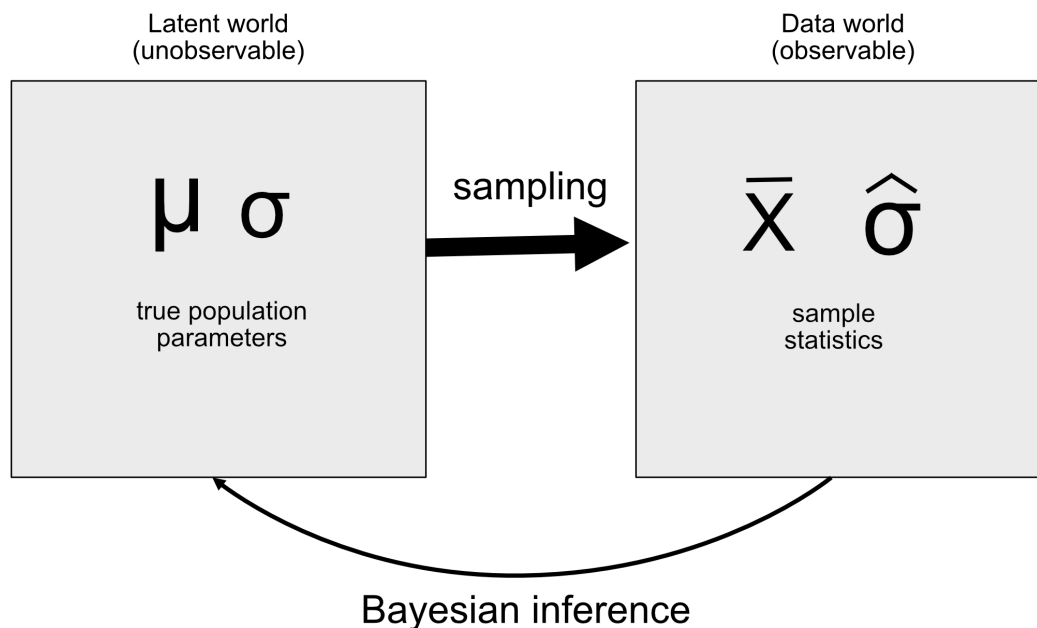 Latent world
(unobservable)
Data world
(observable)
μ σ
sampling
X̅ σ̂
true population
parameters
sample
statistics
Bayesian inference